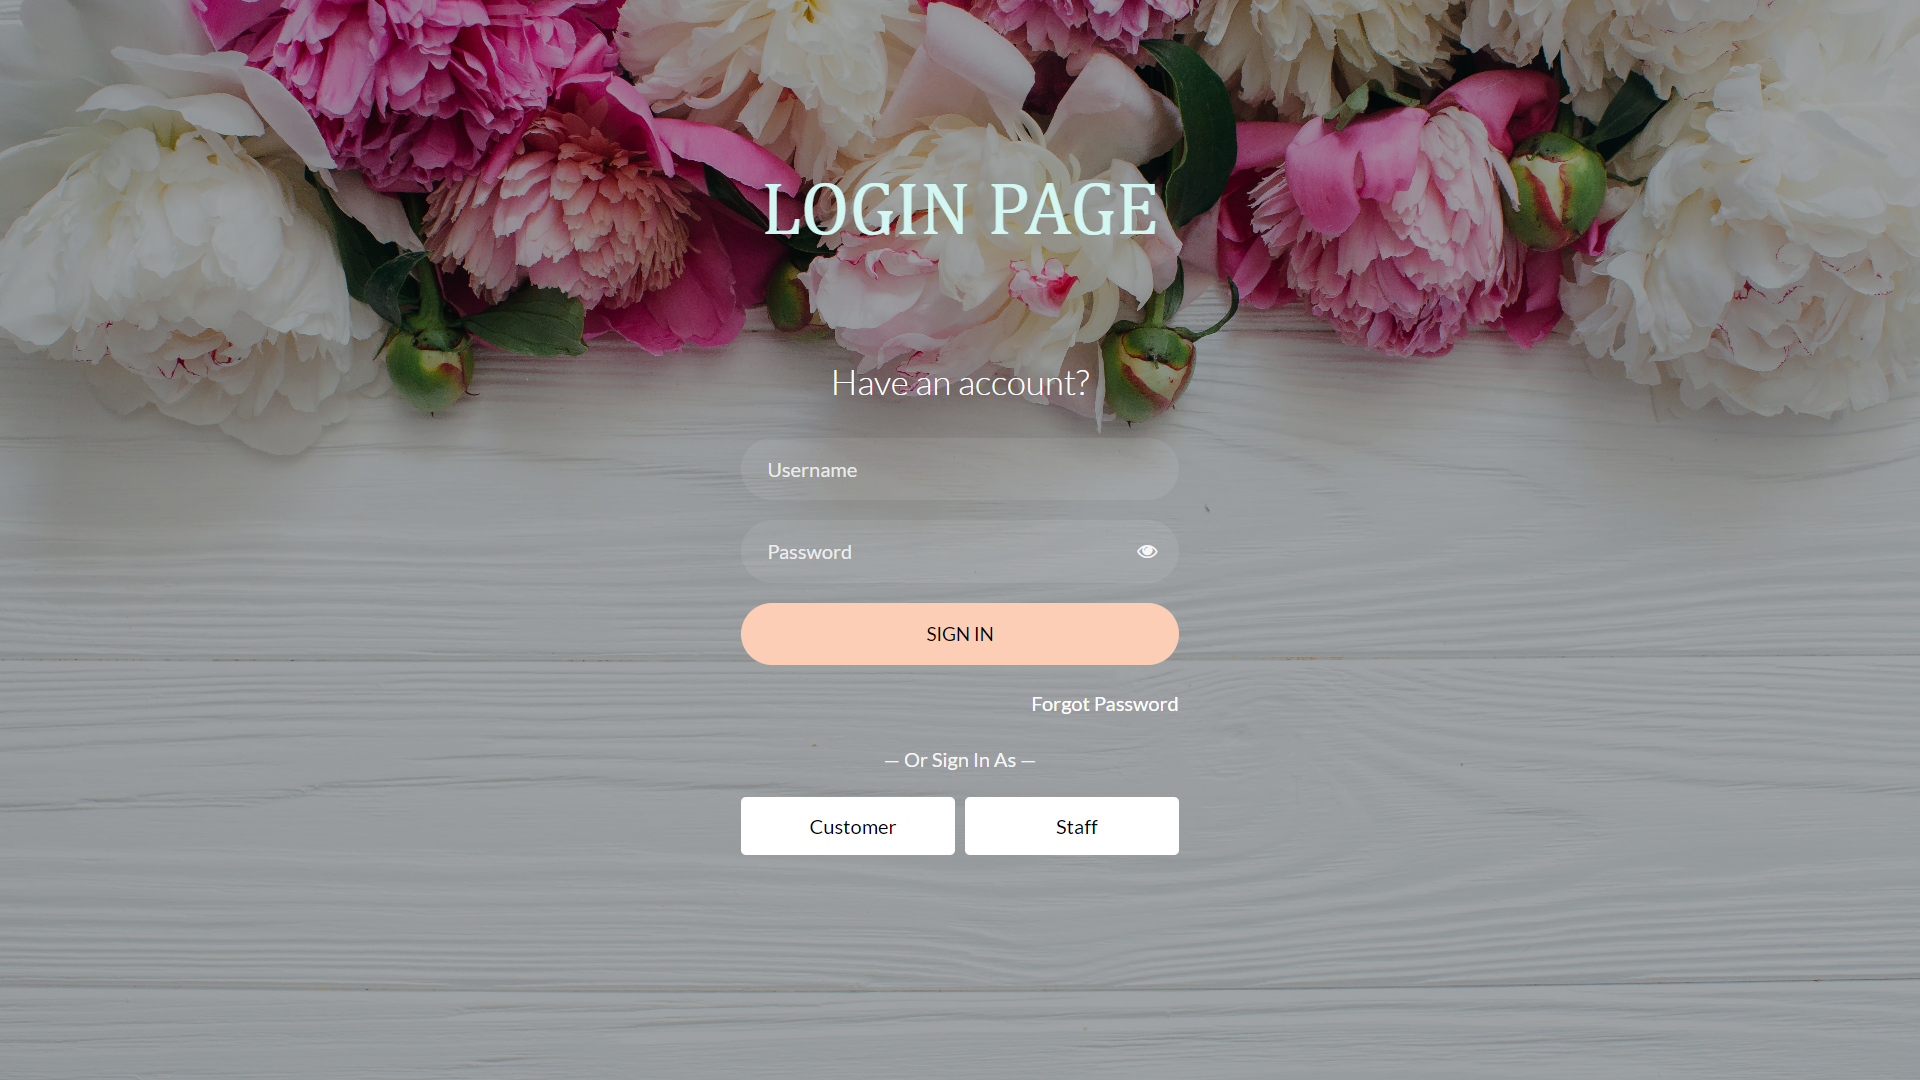 LOGIN PAGE
Have an account?
Username
Password
SIGN IN
Forgot Password
— Or Sign In As —
Customer
Staff